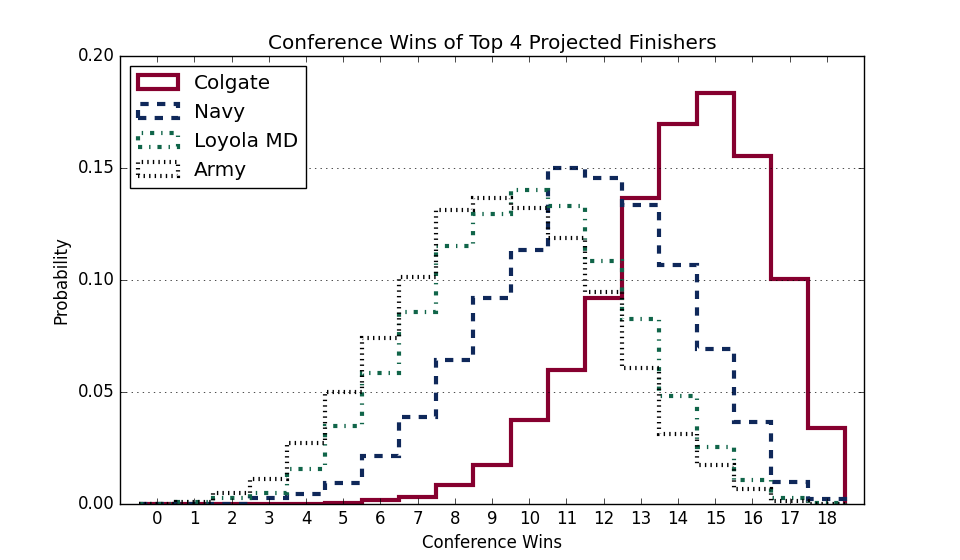 Conference Wins of Top 4 Projected Finishers
0.20
0.15
0.10
0.05
0.00
Probability
Colgate
Navy
Loyola MD
Army
0 1 2 3 4 5 6 7 8 9 10 11 12 13 14 15 16 17 18
Conference Wins